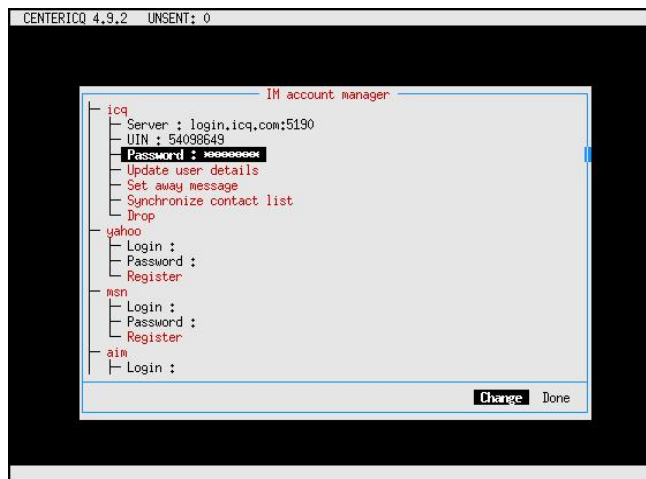 CENTERICQ 4.9.2 UNSENT: 0
IM account manager
icq
Server : login.icq.com:5190
UIN : 54098649
Password : ********
Update user details
Set away message
Synchronize contact list
Drop
yahoo
Login :
Password :
Register
msn
Login :
Password :
Register
aim
Login :
Change Done